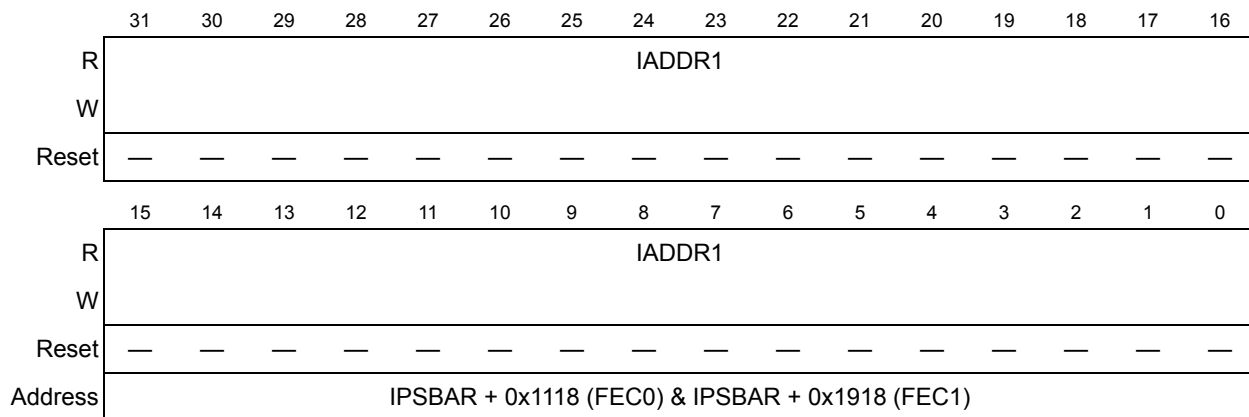 31 30 29 28 27 26 25 24 23 22 21 20 19 18 17 16
R IADDR1
W
Reset — — — — — — — — — — — — — — — —
15 14 13 12 11 10 9 8 7 6 5 4 3 2 1 0
R IADDR1
W
Reset — — — — — — — — — — — — — — — —
Address IPSBAR + 0x1118 (FEC0) & IPSBAR + 0x1918 (FEC1)